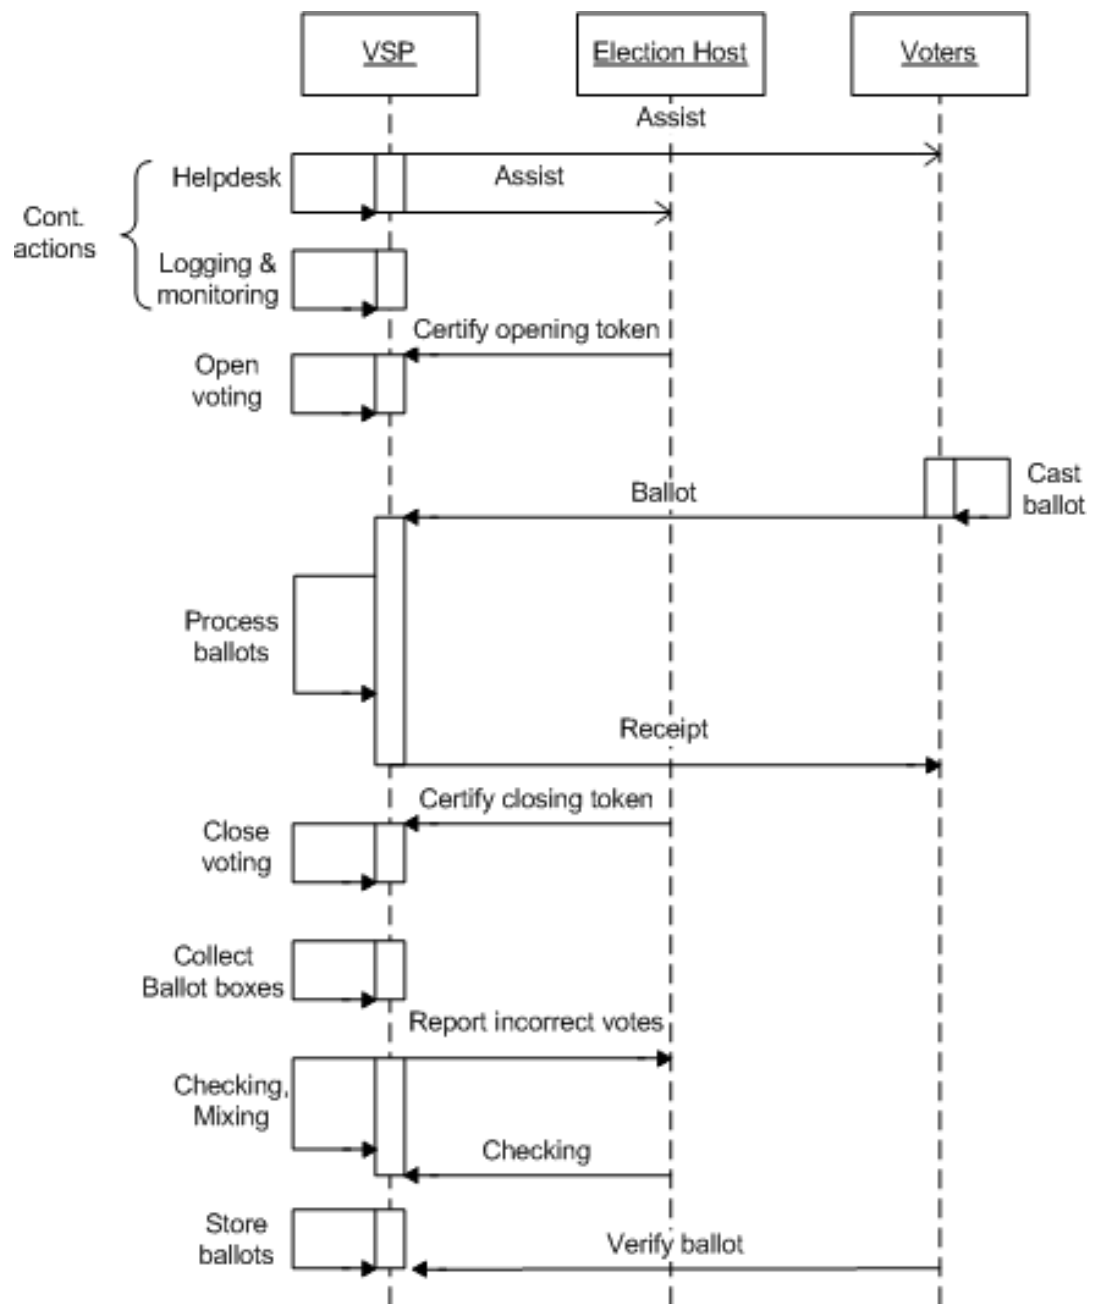 VSP
Election Host
Voters
Assist
Helpdesk
Assist
Cont.
actions
Logging &
monitoring
Certify opening token
Open
voting
Cast
ballot
Ballot
Process
ballots
Receipt
Certify closing token
Close
voting
Collect
Ballot boxes
Report incorrect votes
Checking,
Mixing
Checking
Store
ballots
Verify ballot